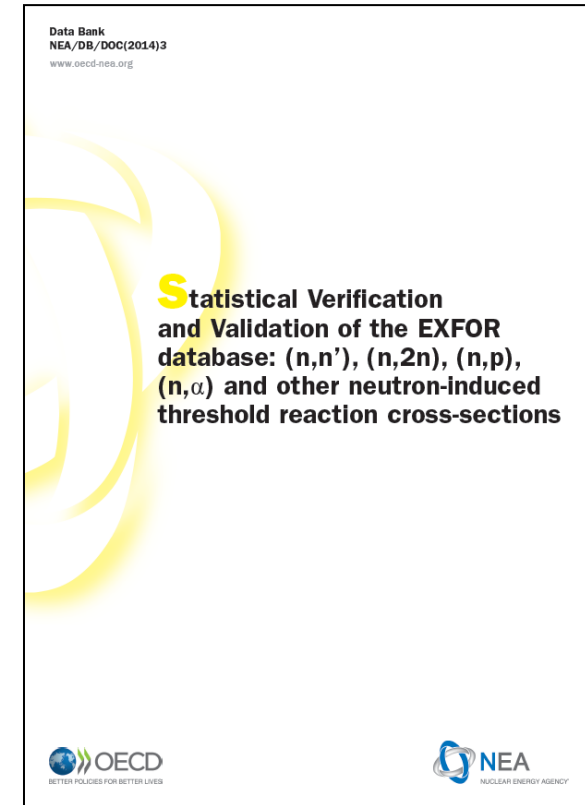 Data Bank
NEA/DB/DOC(2014)3
www.oecd-nea.org
Statistical Verification
and Validation of the EXFOR
database: (n,n’), (n,2n), (n,p),
(n,α) and other neutron-induced
threshold reaction cross-sections
OECD
BETTER POLICIES FOR BETTER LIVES
NEA
NUCLEAR ENERGY AGENCY